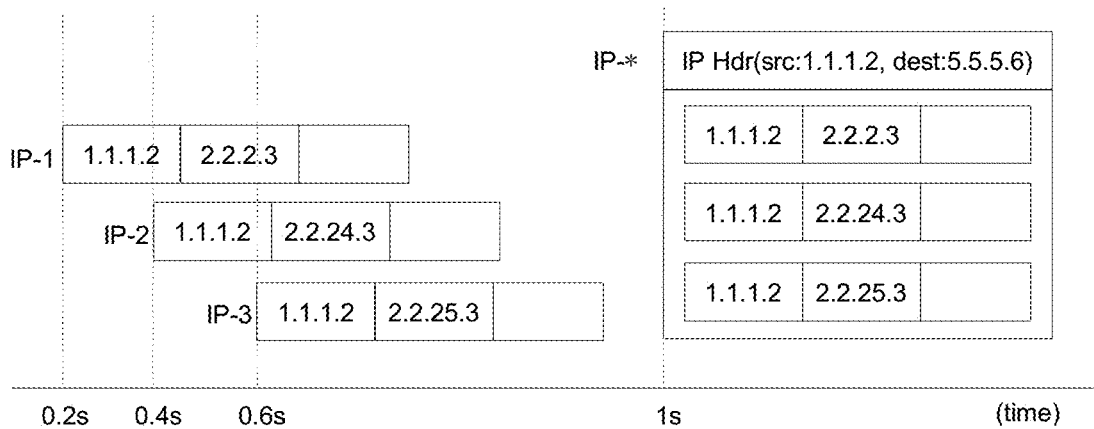 IP-* IP Hdr(src:1.1.1.2, dest:5.5.5.6)
IP-1 1.1.1.2 2.2.2.3
1.1.1.2 2.2.2.3
IP-2 1.1.1.2 2.2.24.3
1.1.1.2 2.2.24.3
IP-3 1.1.1.2 2.2.25.3
1.1.1.2 2.2.25.3
0.2s 0.4s 0.6s 1s (time)